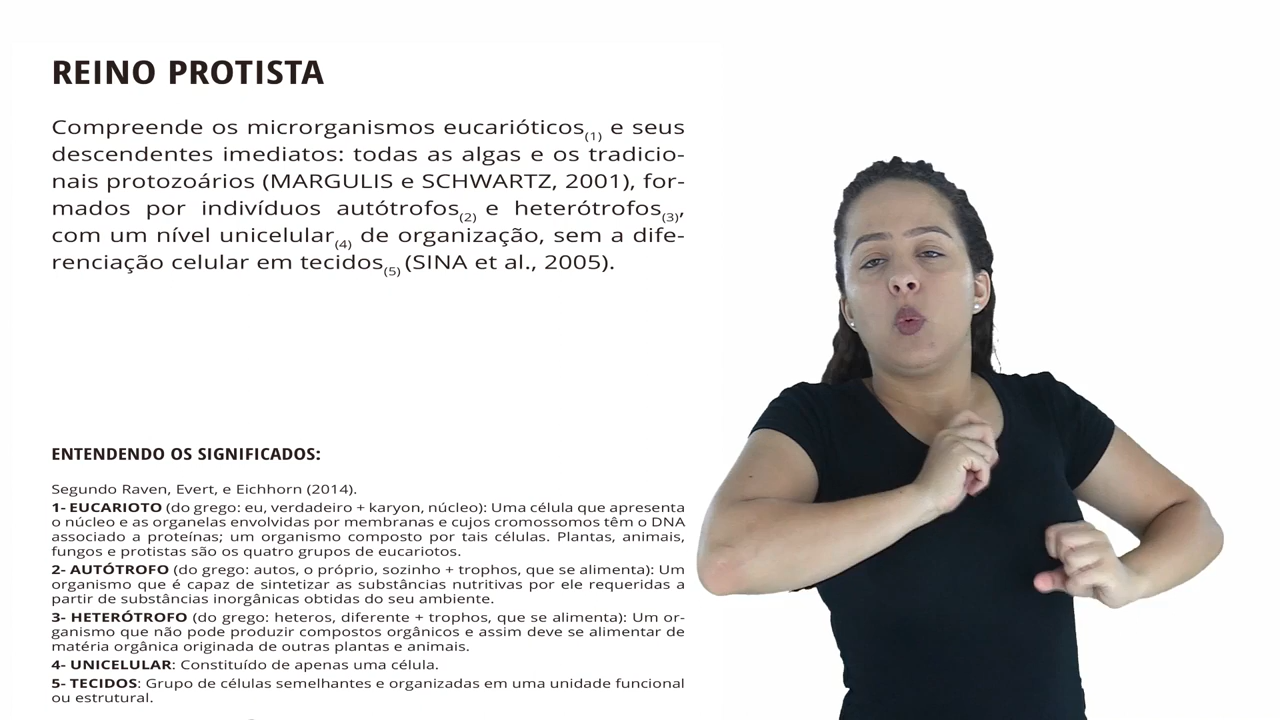 REINO PROTISTA
Compreende os microrganismos eucarióticos(1) e seus
descendentes imediatos: todas as algas e os tradicio-
nais protozoários (MARGULIS e SCHWARTZ, 2001), for-
mados por indivíduos autótrofos(2) e heterótrofos(3),
com um nível unicelular(4) de organização, sem a dife-
renciação celular em tecidos(5) (SINA et al., 2005).
ENTENDENDO OS SIGNIFICADOS:
Segundo Raven, Evert, e Eichhorn (2014).
1- EUCARIOTO (do grego: eu, verdadeiro + karyon, núcleo): Uma célula que apresenta
o núcleo e as organelas envolvidas por membranas e cujos cromossomos têm o DNA
associado a proteínas; um organismo composto por tais células. Plantas, animais,
fungos e protistas são os quatro grupos de eucariotos.
2- AUTÓTROFO (do grego: autos, o próprio, sozinho + trophos, que se alimenta): Um
organismo que é capaz de sintetizar as substâncias nutritivas por ele requeridas a
partir de substâncias inorgânicas obtidas do seu ambiente.
3- HETERÓTROFO (do grego: heteros, diferente + trophos, que se alimenta): Um or-
ganismo que não pode produzir compostos orgânicos e assim deve se alimentar de
matéria orgânica originada de outras plantas e animais.
4- UNICELULAR: Constituído de apenas uma célula.
5- TECIDOS: Grupo de células semelhantes e organizadas em uma unidade funcional
ou estrutural.